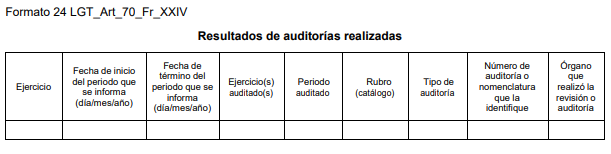 Formato 24 LGT_Art_70_Fr_XXIV
Resultados de auditorías realizadas
Ejercicio
Fecha de inicio
del periodo que
se informa
(día/mes/año)
Fecha de
término del
periodo que se
informa
(día/mes/año)
Ejercicio(s)
auditado(s)
Periodo
auditado
Rubro
(catálogo)
Tipo de
auditoría
Número de
auditoría o
nomenclatura
que la
identifique
Órgano
que
realizó la
revisión o
auditoría